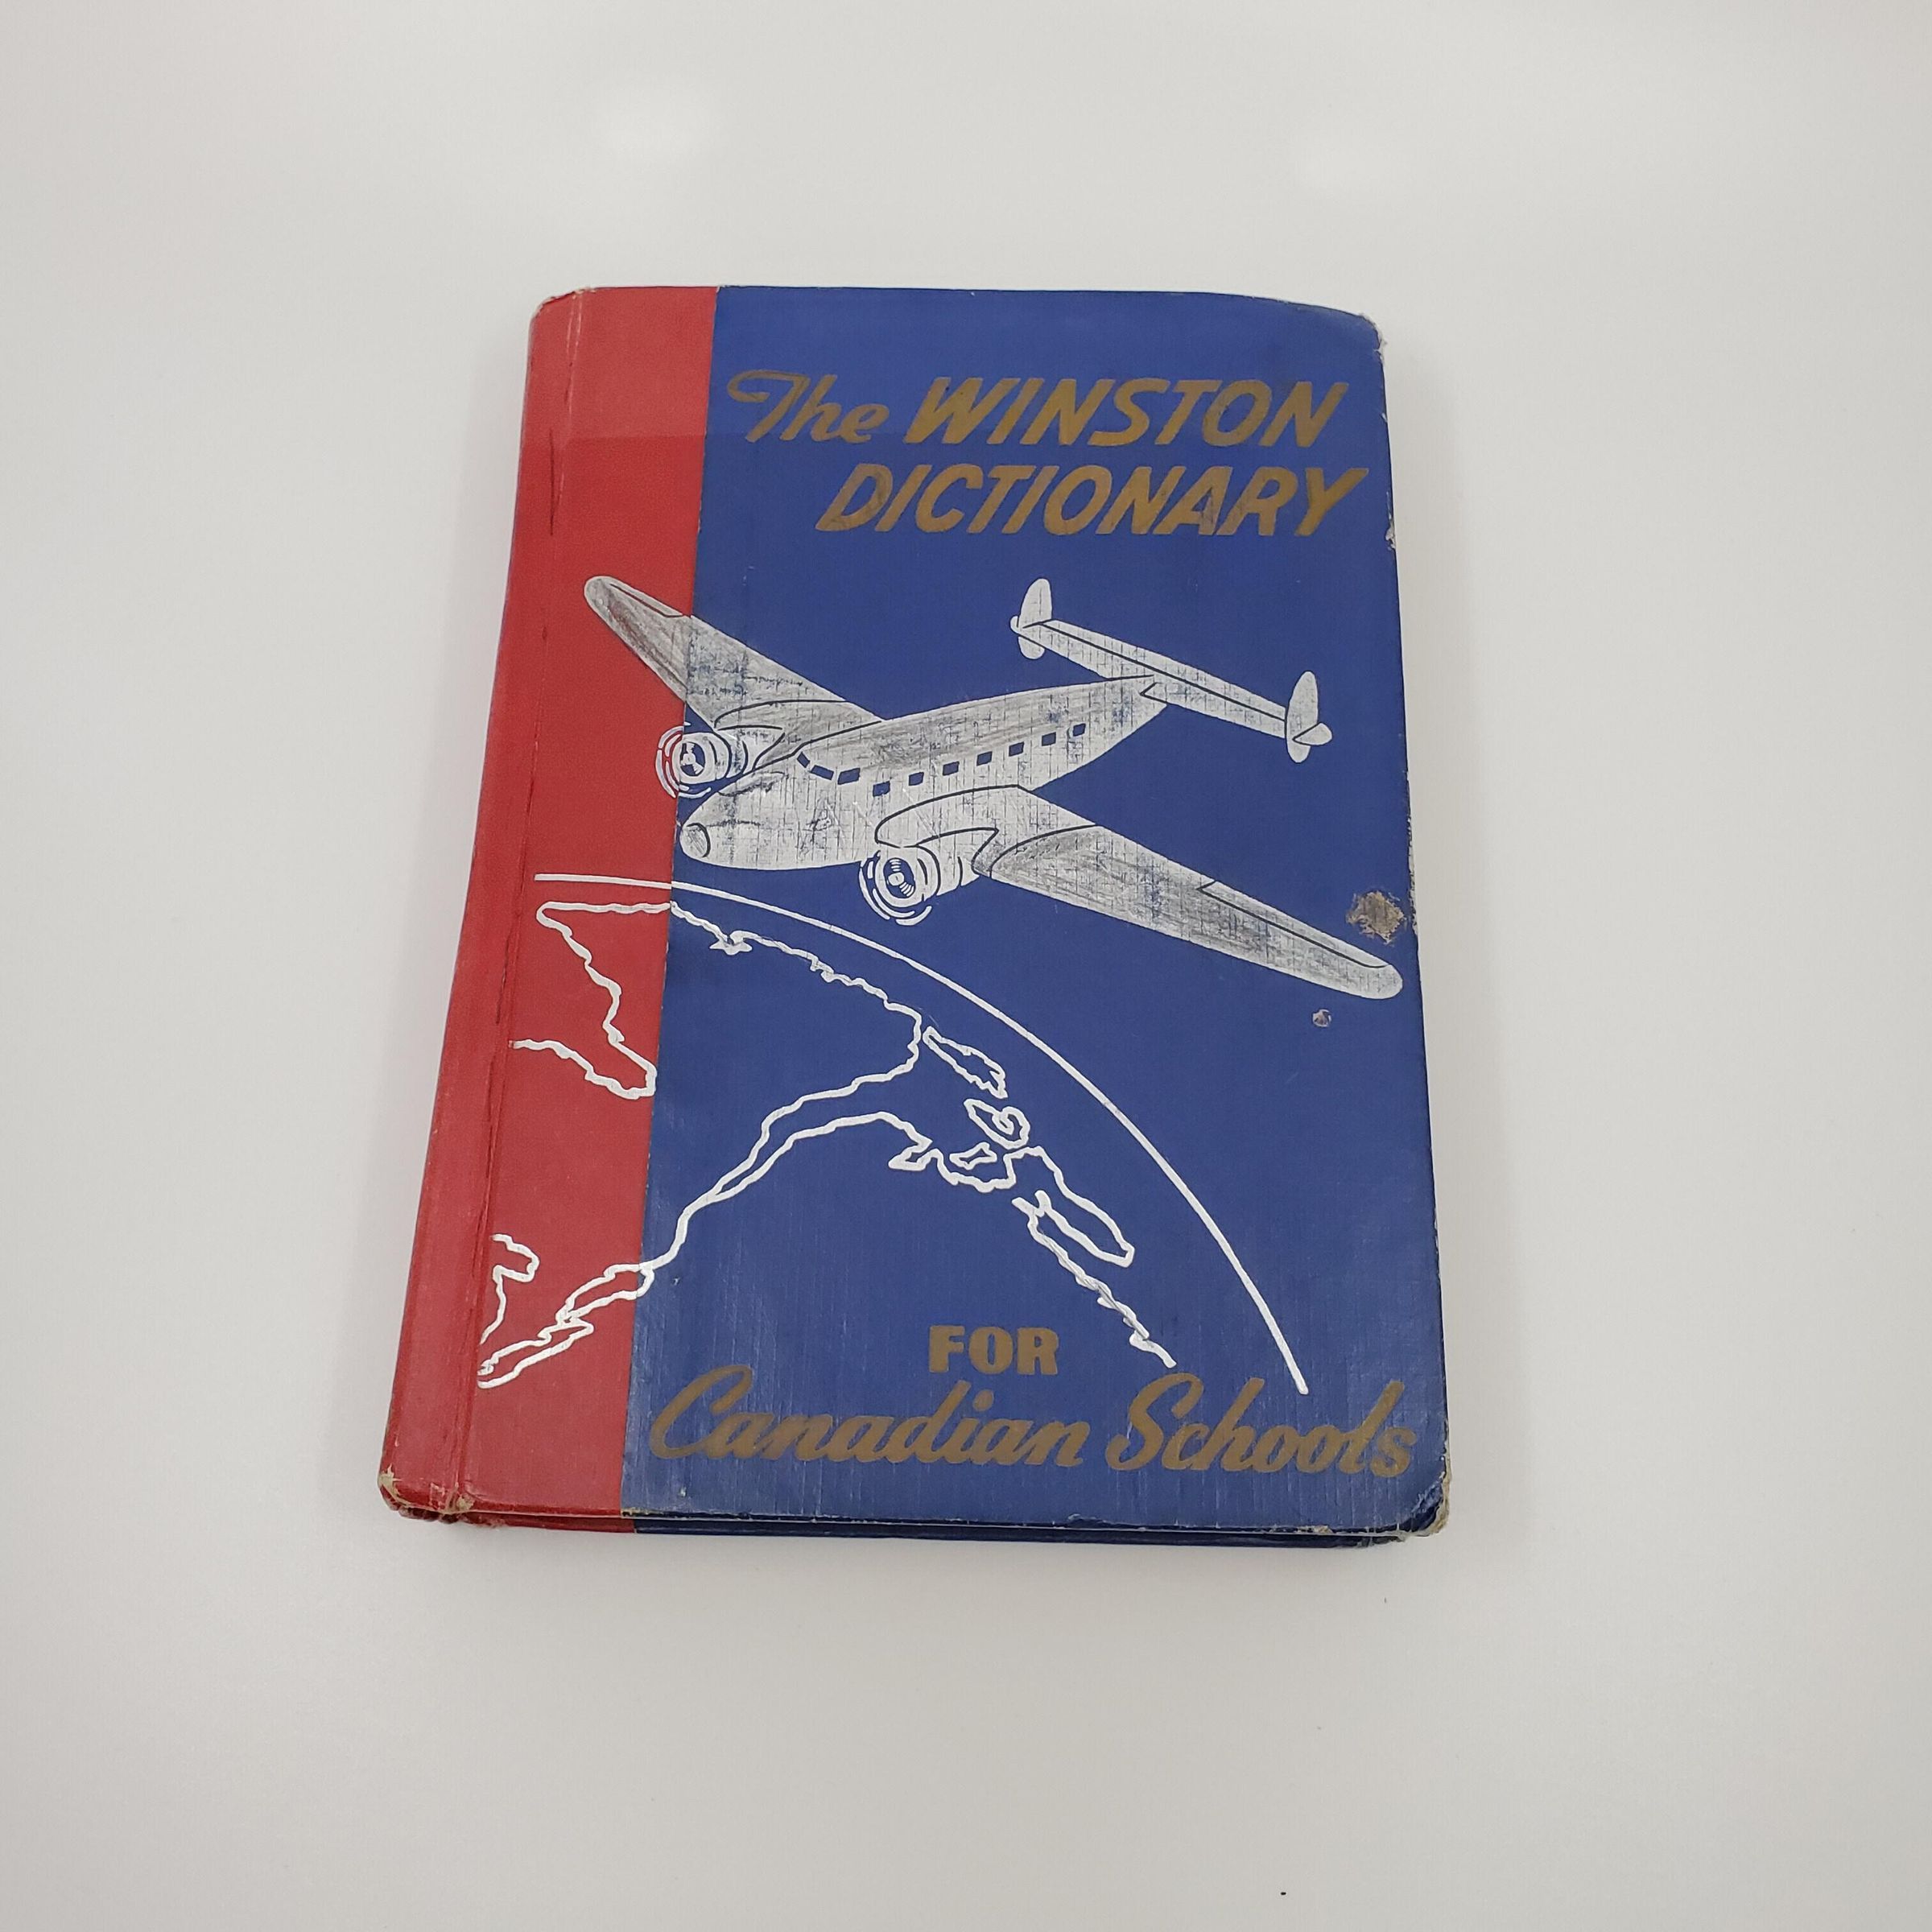 The WINSTON
DICTIONARY
FOR
Canadian Schools